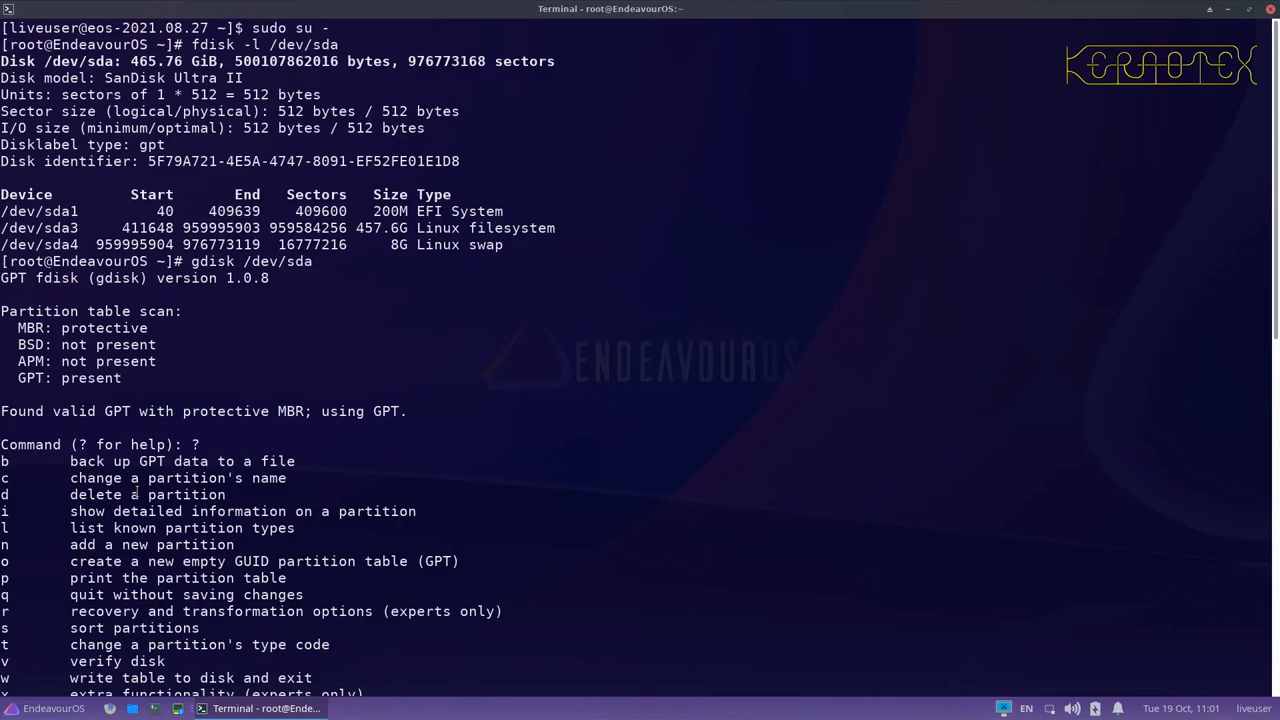 Terminal - root@EndeavourOS:~
[liveuser@eos-2021.08.27 ~]$ sudo su -
[root@EndeavourOS ~]# fdisk -l /dev/sda
Disk /dev/sda: 465.76 GiB, 500107862016 bytes, 976773168 sectors
Disk model: SanDisk Ultra II
Units: sectors of 1 * 512 = 512 bytes
Sector size (logical/physical): 512 bytes / 512 bytes
I/O size (minimum/optimal): 512 bytes / 512 bytes
Disklabel type: gpt
Disk identifier: 5F79A721-4E5A-4747-8091-EF52FE01E1D8
Device Start End Sectors Size Type
/dev/sda1 40 409639 409600 200M EFI System
/dev/sda3 411648 959995903 959584256 457.6G Linux filesystem
/dev/sda4 959995904 976773119 16777216 8G Linux swap
[root@EndeavourOS ~]# gdisk /dev/sda
GPT fdisk (gdisk) version 1.0.8
Partition table scan:
MBR: protective
BSD: not present
APM: not present
GPT: present
Found valid GPT with protective MBR; using GPT.
Command (? for help): ?
b back up GPT data to a file
c change a partition's name
d delete a partition
i show detailed information on a partition
l list known partition types
n add a new partition
o create a new empty GUID partition table (GPT)
p print the partition table
q quit without saving changes
r recovery and transformation options (experts only)
s sort partitions
t change a partition's type code
v verify disk
w write table to disk and exit
x extra functionality (experts only)
KERAOTEX
ENDEAVOUROS
EndeavourOS
Terminal - root@Ende...
EN
Tue 19 Oct, 11:01
liveuser